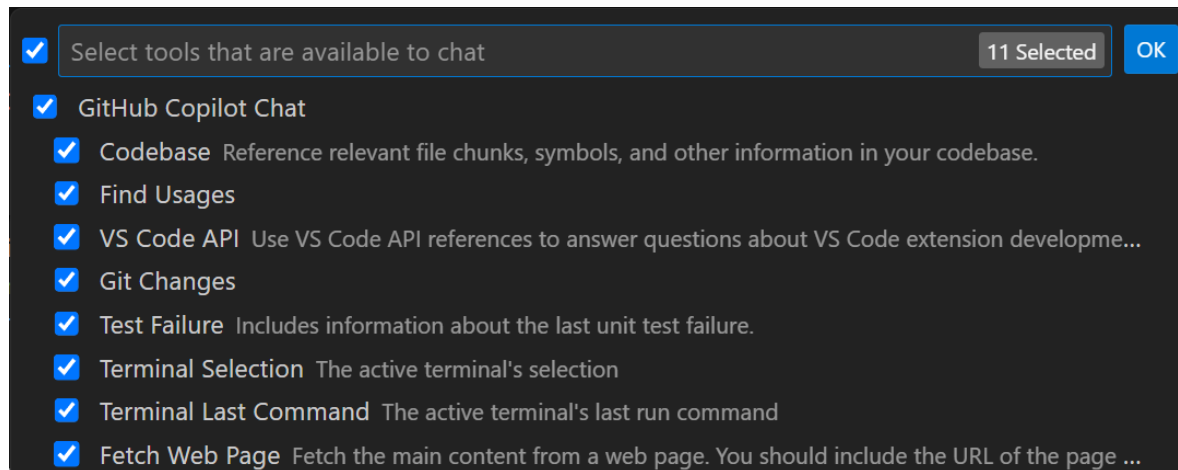 Select tools that are available to chat 11 Selected OK
GitHub Copilot Chat
Codebase Reference relevant file chunks, symbols, and other information in your codebase.
Find Usages
VS Code API Use VS Code API references to answer questions about VS Code extension developme...
Git Changes
Test Failure Includes information about the last unit test failure.
Terminal Selection The active terminal's selection
Terminal Last Command The active terminal's last run command
Fetch Web Page Fetch the main content from a web page. You should include the URL of the page ...